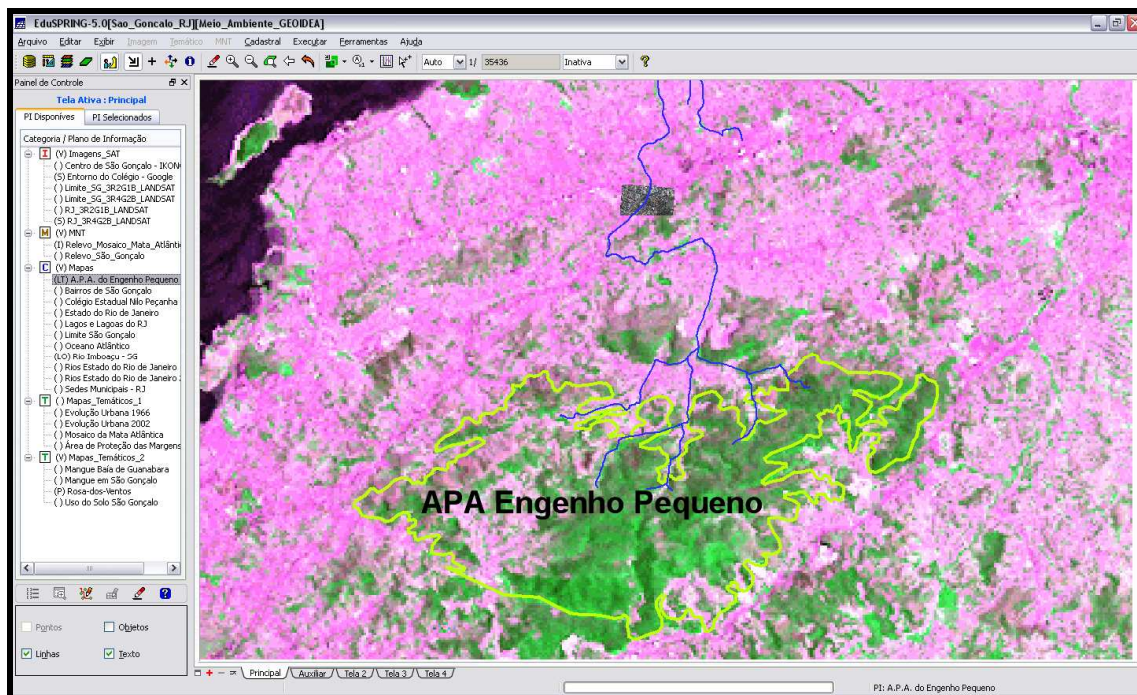 EduSPRING-5.0[Sao_Goncalo_RJ][Meio_Ambiente_GEOIDEA]
Arquivo Editar Exibir Imagem Temático MNT Cadastral Executar Ferramentas Ajuda
Auto 1/ 35436 Inativa
Painel de Controle
Tela Ativa : Principal
PI Disponíves PI Selecionados
Categoria / Plano de Informação
I (V) Imagens_SAT
( ) Centro de São Gonçalo - IKON
(S) Entorno do Colégio - Google
( ) Limite_SG_3R2G1B_LANDSAT
( ) Limite_SG_3R4G2B_LANDSAT
( ) RJ_3R2G1B_LANDSAT
(S) RJ_3R4G2B_LANDSAT
M (V) MNT
(I) Relevo_Mosaico_Mata_Atlânti
( ) Relevo_São_Gonçalo
C (V) Mapas
(LT) A.P.A. do Engenho Pequeno
( ) Bairros de São Gonçalo
( ) Colégio Estadual Nilo Peçanha
( ) Estado do Rio de Janeiro
( ) Lagos e Lagoas do RJ
( ) Limite São Gonçalo
( ) Oceano Atlântico
(LO) Rio Imboaçu - SG
( ) Rios Estado do Rio de Janeiro
( ) Rios Estado do Rio de Janeiro
( ) Sedes Municipais - RJ
T ( ) Mapas_Temáticos_1
( ) Evolução Urbana 1966
( ) Evolução Urbana 2002
( ) Mosaico da Mata Atlântica
( ) Área de Proteção das Margens
T (V) Mapas_Temáticos_2
( ) Mangue Baía de Guanabara
( ) Mangue em São Gonçalo
(P) Rosa-dos-Ventos
( ) Uso do Solo São Gonçalo
Pontos Objetos
Linhas Texto
APA Engenho Pequeno
Principal Auxiliar Tela 2 Tela 3 Tela 4
PI: A.P.A. do Engenho Pequeno